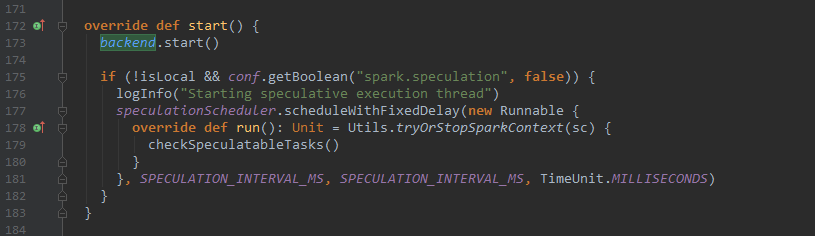 171
172 override def start() {
173 backend.start()
174
175 if (!isLocal && conf.getBoolean("spark.speculation", false)) {
176 logInfo("Starting speculative execution thread")
177 speculationScheduler.scheduleWithFixedDelay(new Runnable {
178 override def run(): Unit = Utils.tryOrStopSparkContext(sc) {
179 checkSpeculatableTasks()
180 }
181 }, SPECULATION_INTERVAL_MS, SPECULATION_INTERVAL_MS, TimeUnit.MILLISECONDS)
182 }
183 }
184